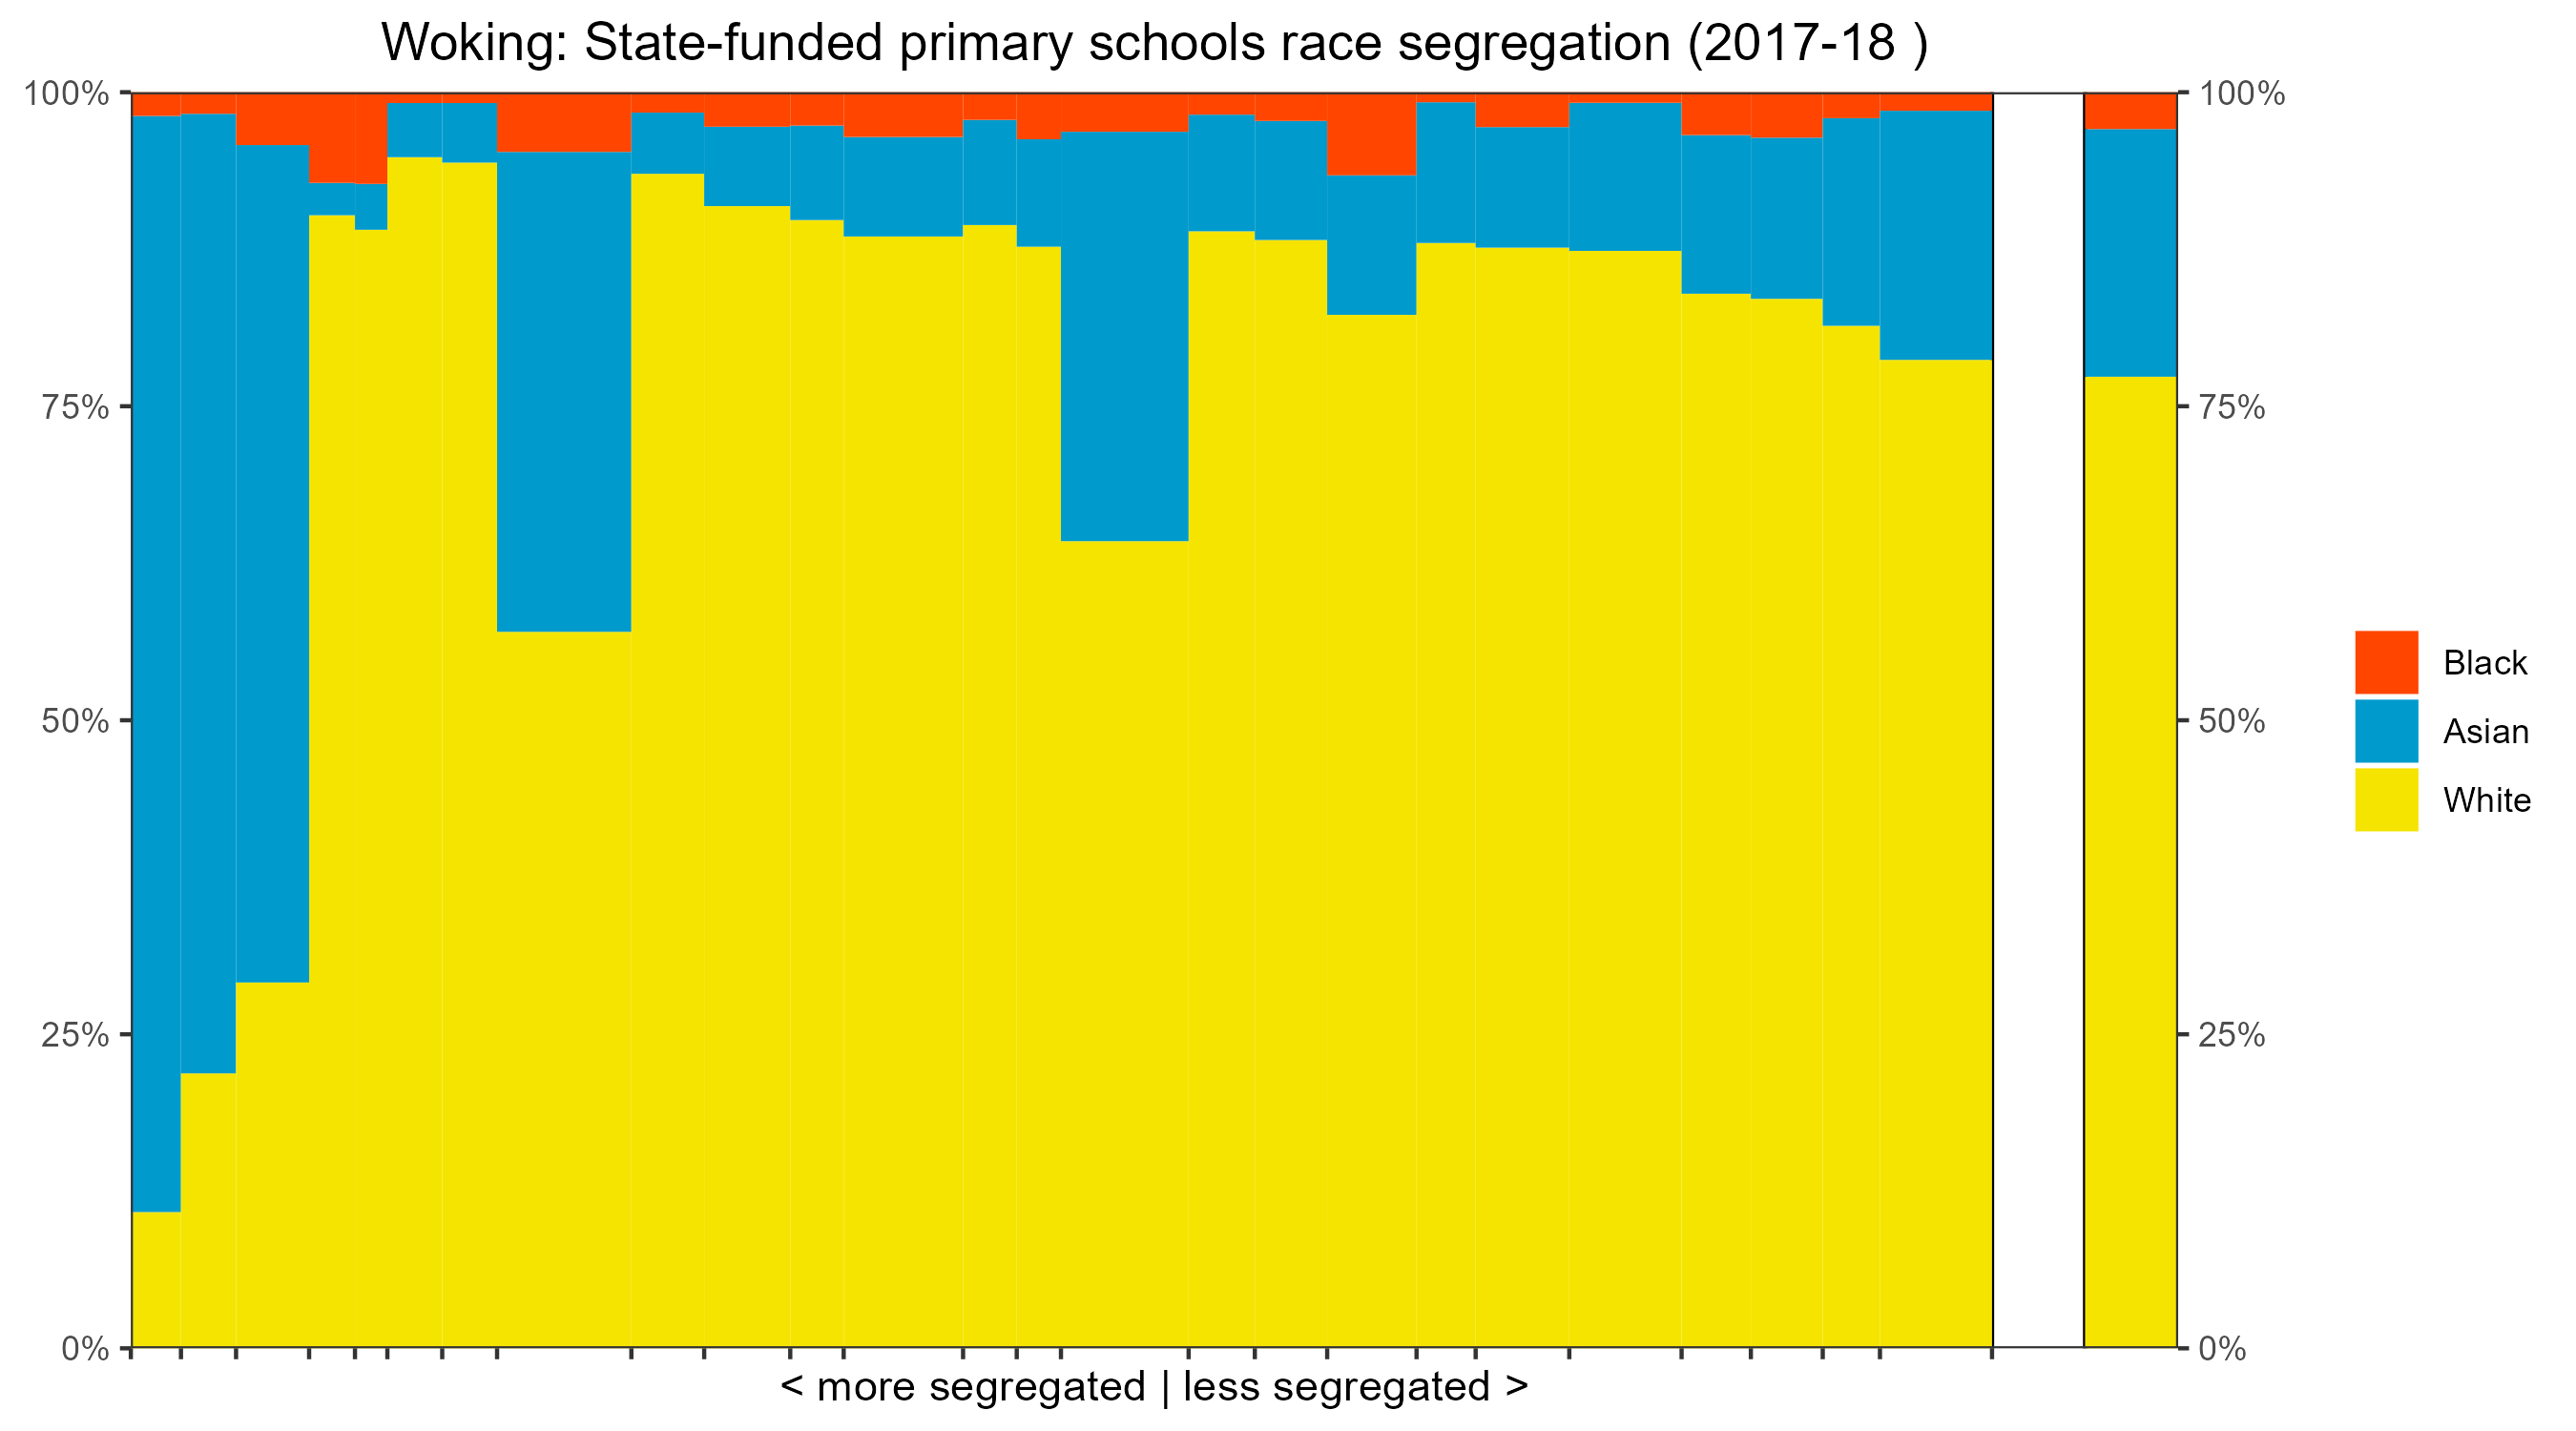 Woking: State-funded primary schools race segregation (2017-18 )
100%
75%
50%
25%
0%
100%
75%
50%
25%
0%
Black
Asian
White
< more segregated | less segregated >